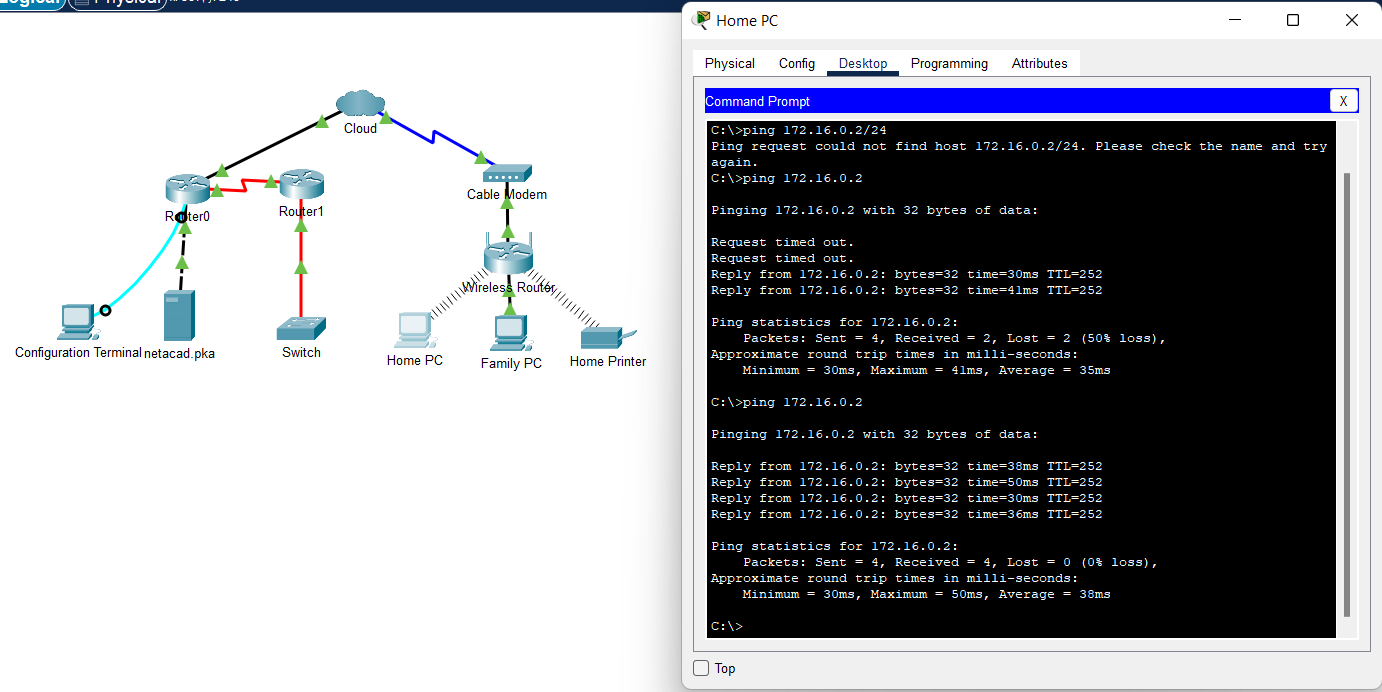 Logical
Physical
Cloud
Cable Modem
Router0
Router1
Wireless Router
Configuration Terminal
netacad.pka
Switch
Home PC
Family PC
Home Printer
Home PC
Physical
Config
Desktop
Programming
Attributes
Command Prompt
X
C:\>ping 172.16.0.2/24
Ping request could not find host 172.16.0.2/24. Please check the name and try
again.
C:\>ping 172.16.0.2
Pinging 172.16.0.2 with 32 bytes of data:
Request timed out.
Request timed out.
Reply from 172.16.0.2: bytes=32 time=30ms TTL=252
Reply from 172.16.0.2: bytes=32 time=41ms TTL=252
Ping statistics for 172.16.0.2:
Packets: Sent = 4, Received = 2, Lost = 2 (50% loss),
Approximate round trip times in milli-seconds:
Minimum = 30ms, Maximum = 41ms, Average = 35ms
C:\>ping 172.16.0.2
Pinging 172.16.0.2 with 32 bytes of data:
Reply from 172.16.0.2: bytes=32 time=38ms TTL=252
Reply from 172.16.0.2: bytes=32 time=50ms TTL=252
Reply from 172.16.0.2: bytes=32 time=30ms TTL=252
Reply from 172.16.0.2: bytes=32 time=36ms TTL=252
Ping statistics for 172.16.0.2:
Packets: Sent = 4, Received = 4, Lost = 0 (0% loss),
Approximate round trip times in milli-seconds:
Minimum = 30ms, Maximum = 50ms, Average = 38ms
C:\>
Top